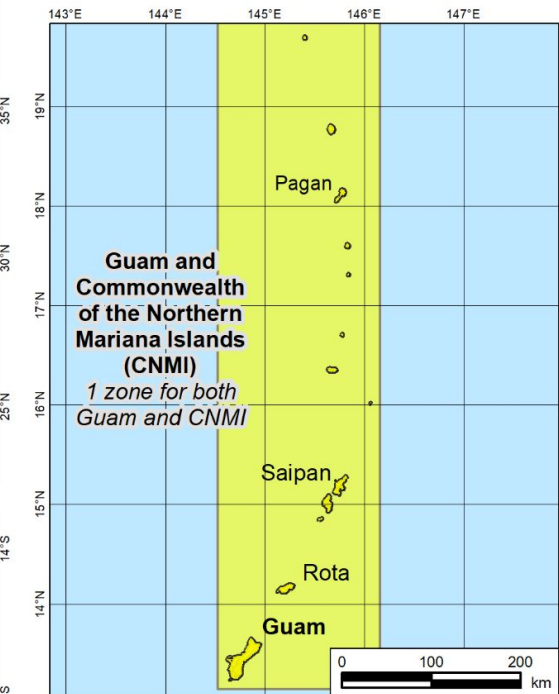 143°E 144°E 145°E 146°E 147°E
35°N
19°N
Pagan
18°N
30°N
Guam and
Commonwealth
of the Northern
Mariana Islands
(CNMI)
1 zone for both
Guam and CNMI
17°N
25°N
16°N
Saipan
15°N
14°S
Rota
14°N
Guam
0 100 200
km